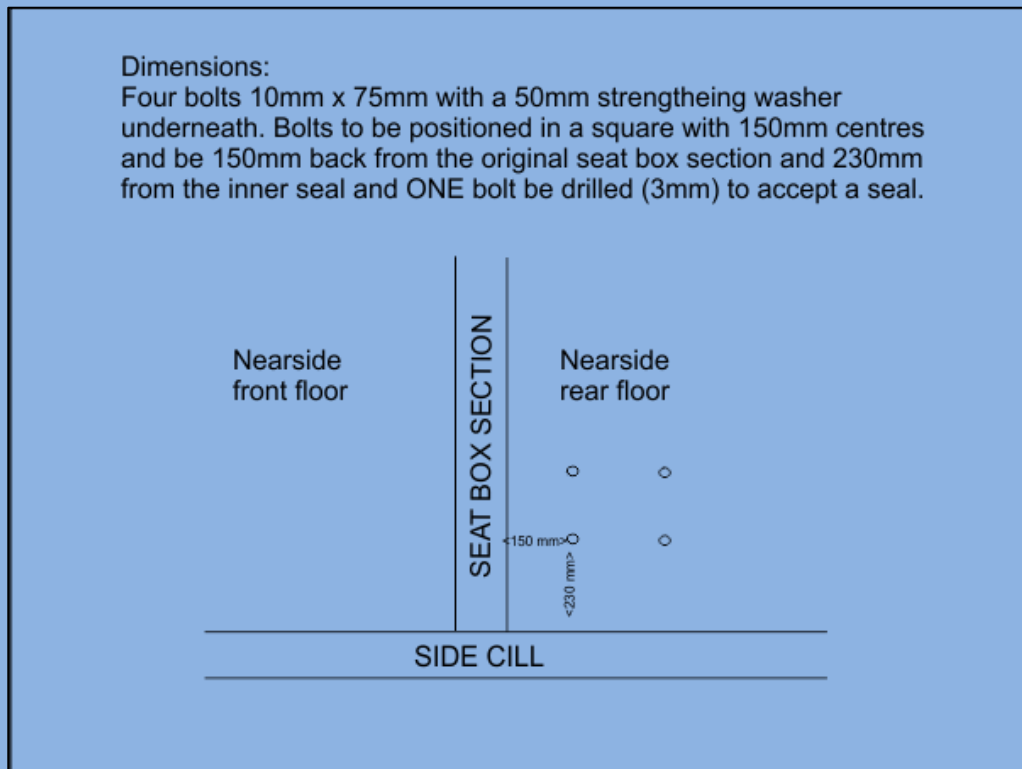 Dimensions:
Four bolts 10mm x 75mm with a 50mm strengtheing washer
underneath. Bolts to be positioned in a square with 150mm centres
and be 150mm back from the original seat box section and 230mm
from the inner seal and ONE bolt be drilled (3mm) to accept a seal.
Nearside
front floor
SEAT BOX SECTION
Nearside
rear floor
<150 mm>
<230 mm>
SIDE CILL